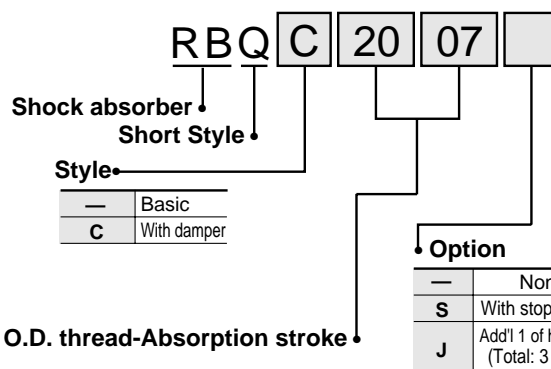 RBQ C 20 07
Shock absorber
Short Style
Style
— Basic
C With damper
Option
—
S With stop
J Add'l 1 of
(Total: 3
O.D. thread-Absorption stroke